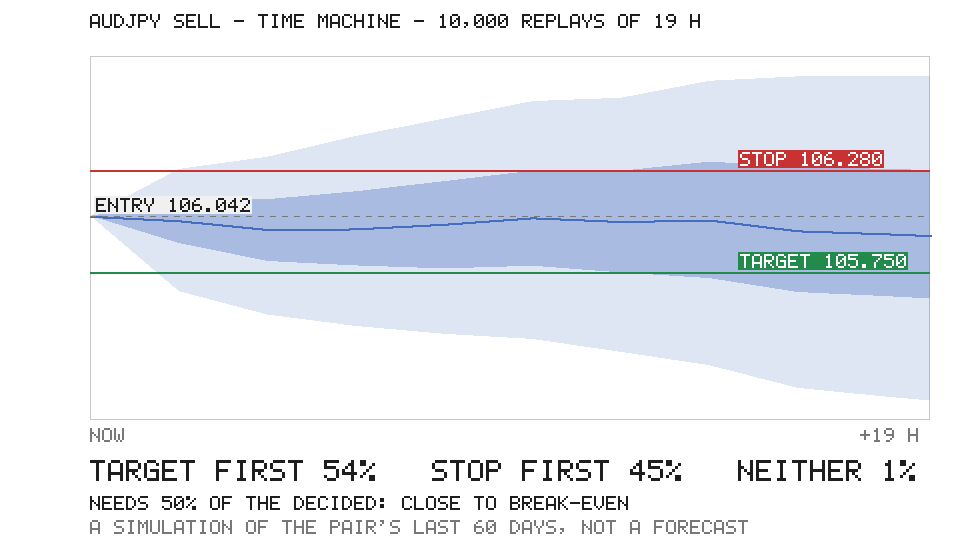 AUDJPY SELL - TIME MACHINE - 10,000 REPLAYS OF 19 H
STOP 106.280
ENTRY 106.042
TARGET 105.750
NOW +19 H
TARGET FIRST 54% STOP FIRST 45% NEITHER 1%
NEEDS 50% OF THE DECIDED: CLOSE TO BREAK-EVEN
A SIMULATION OF THE PAIR'S LAST 60 DAYS, NOT A FORECAST